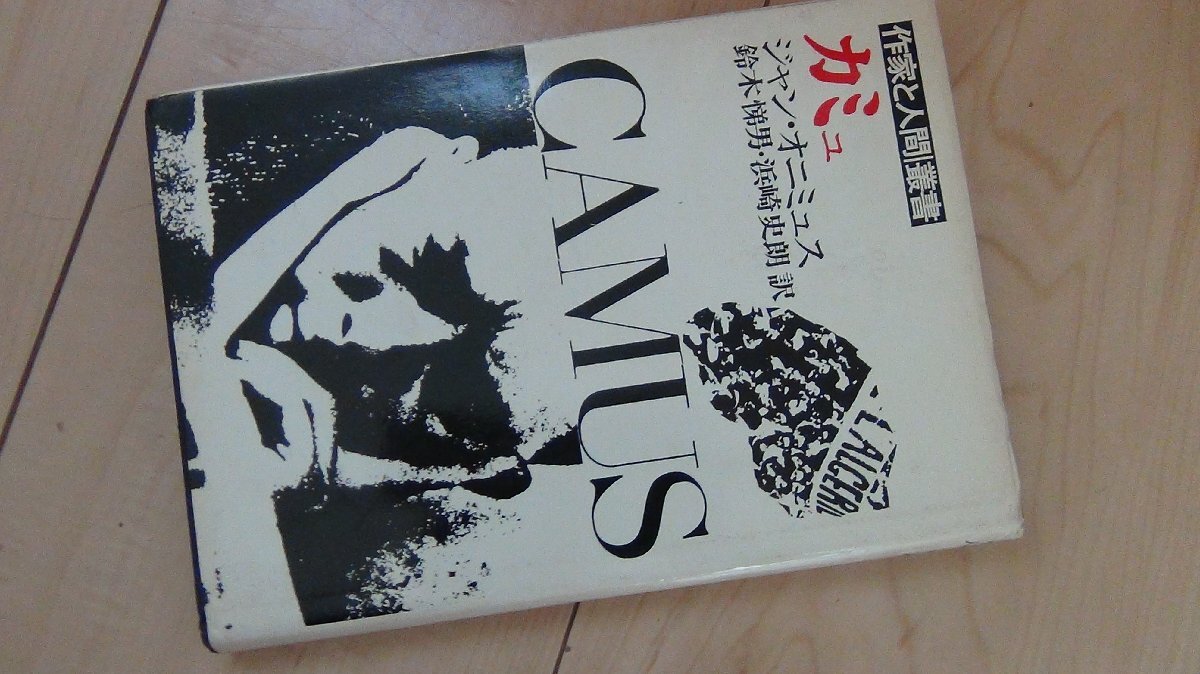 作家と人間叢書
カミュ
ジャン・オニミュス
鈴木悌男・浜崎史朗 訳
CAMUS
L'ALGERI